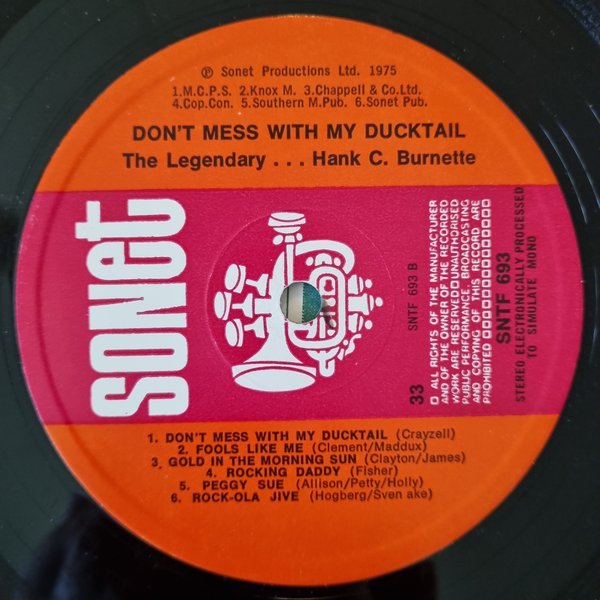 ℗ Sonet Productions Ltd. 1975
1.M.C.P.S. 2.Knox M. 3.Chappell & Co.Ltd.
4.Cop.Con. 5.Southern M.Pub. 6.Sonet Pub.
DON'T MESS WITH MY DUCKTAIL
The Legendary . . . Hank C. Burnette
sonet
SNTF 693 B
33
ALL RIGHTS OF THE MANUFACTURER
AND OF THE OWNER OF THE RECORDED
WORK ARE RESERVED UNAUTHORISED
PUBLIC PERFORMANCE, BROADCASTING
AND COPYING OF THIS RECORD ARE
PROHIBITED
SNTF 693
STEREO ELECTRONICALLY PROCESSED
TO SIMULATE MONO
1. DON'T MESS WITH MY DUCKTAIL (Crayzell)
2. FOOLS LIKE ME (Clement/Maddux)
3. GOLD IN THE MORNING SUN (Clayton/James)
4. ROCKING DADDY (Fisher)
5. PEGGY SUE (Allison/Petty/Holly)
6. ROCK-OLA JIVE (Hogberg/Sven ake)